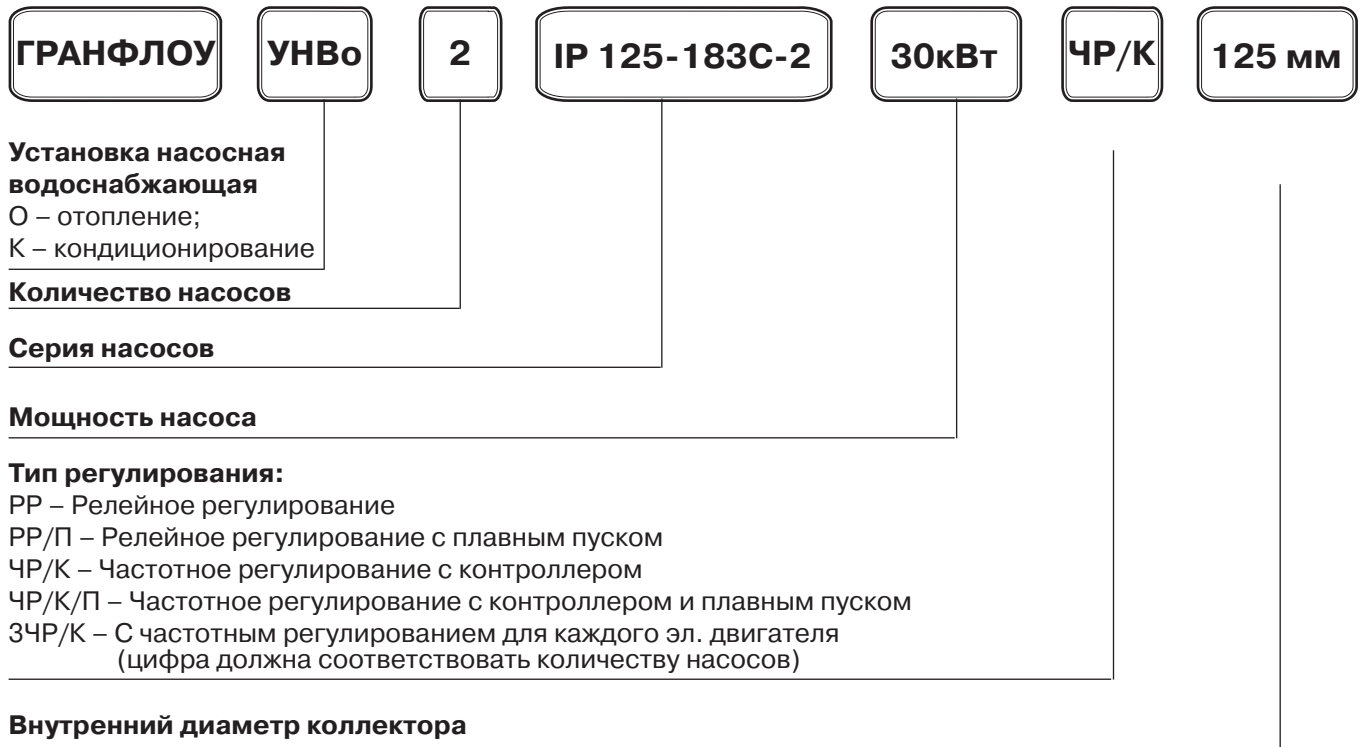 ГРАНФЛОУ УНВо 2 IP 125-183С-2 30кВт ЧР/К 125 мм
Установка насосная
водоснабжающая
О – отопление;
К – кондиционирование
Количество насосов
Серия насосов
Мощность насоса
Тип регулирования:
РР – Релейное регулирование
РР/П – Релейное регулирование с плавным пуском
ЧР/К – Частотное регулирование с контроллером
ЧР/К/П – Частотное регулирование с контроллером и плавным пуском
3ЧР/К – С частотным регулированием для каждого эл. двигателя
(цифра должна соответствовать количеству насосов)
Внутренний диаметр коллектора